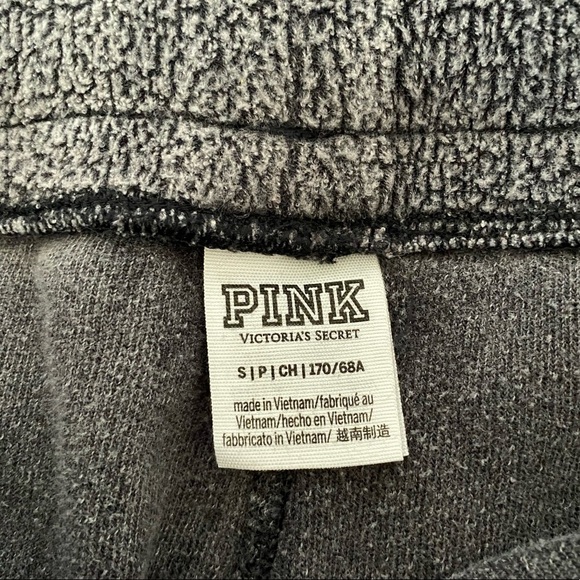 PINK
VICTORIA'S SECRET
S|P|CH|170/68A
made in Vietnam/fabriqué au
Vietnam/hecho en Vietnam/
fabbricato in Vietnam/ 越南制造